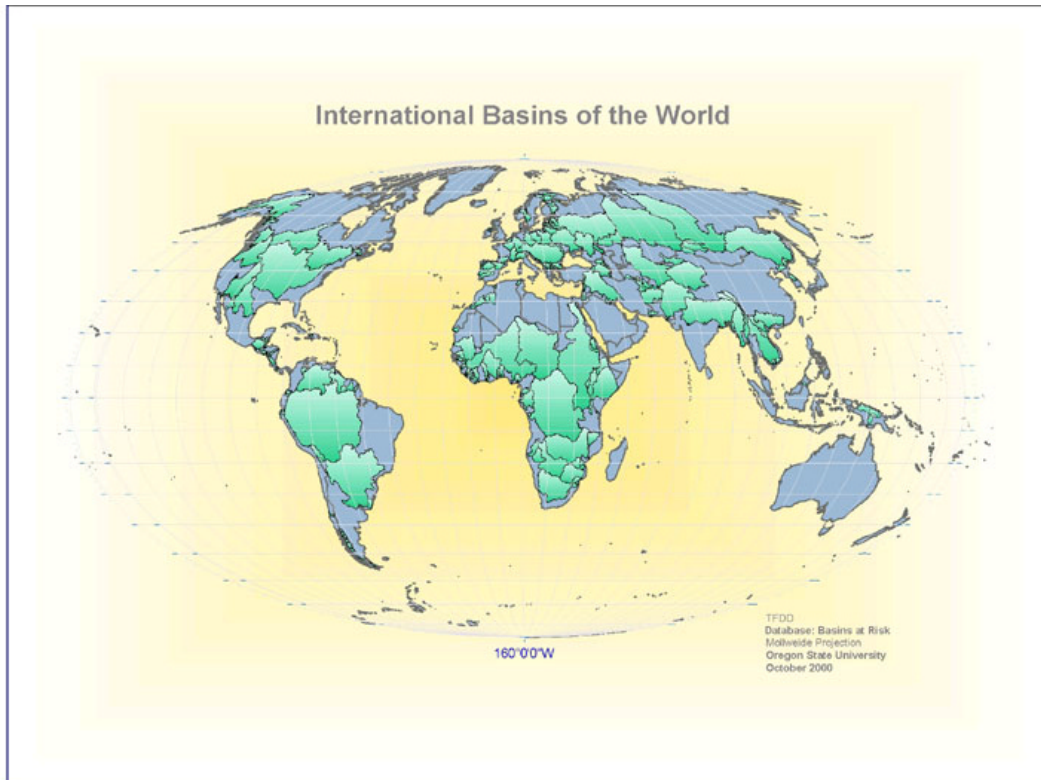 International Basins of the World
TFDD
Database: Basins at Risk
Mollweide Projection
Oregon State University
October 2000
160°0'0"W